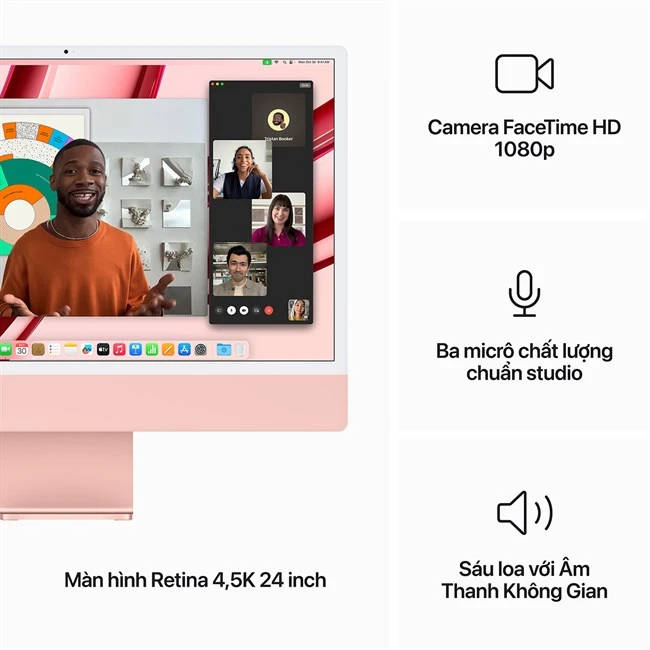 Tristan Booker
30
Màn hình Retina 4,5K 24 inch
Camera FaceTime HD
1080p
Ba micrô chất lượng
chuẩn studio
Sáu loa với Âm
Thanh Không Gian